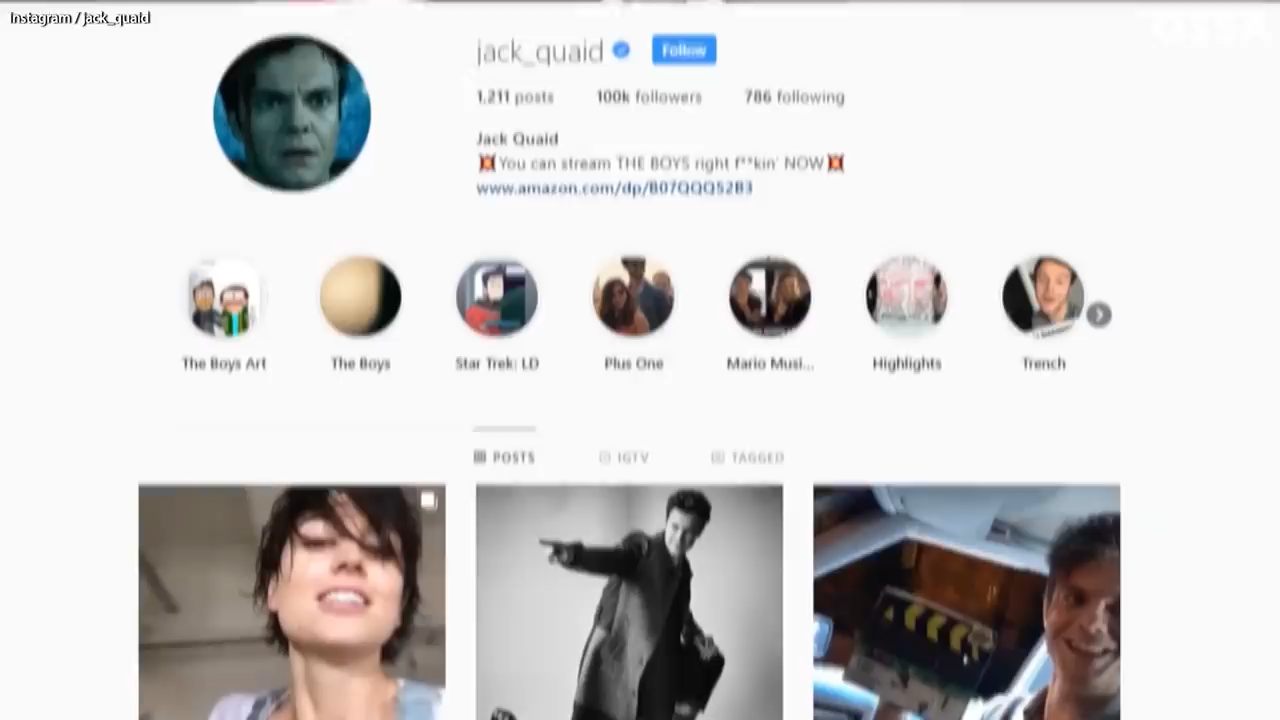 Instagram / jack_quaid
OSSA
jack_quaid Follow
1,211 posts 100k followers 786 following
Jack Quaid
💥You can stream THE BOYS right f**kin' NOW💥
www.amazon.com/dp/B07QQQ52B3
The Boys Art The Boys Star Trek: LD Plus One Mario Musi... Highlights Trench
POSTS IGTV TAGGED